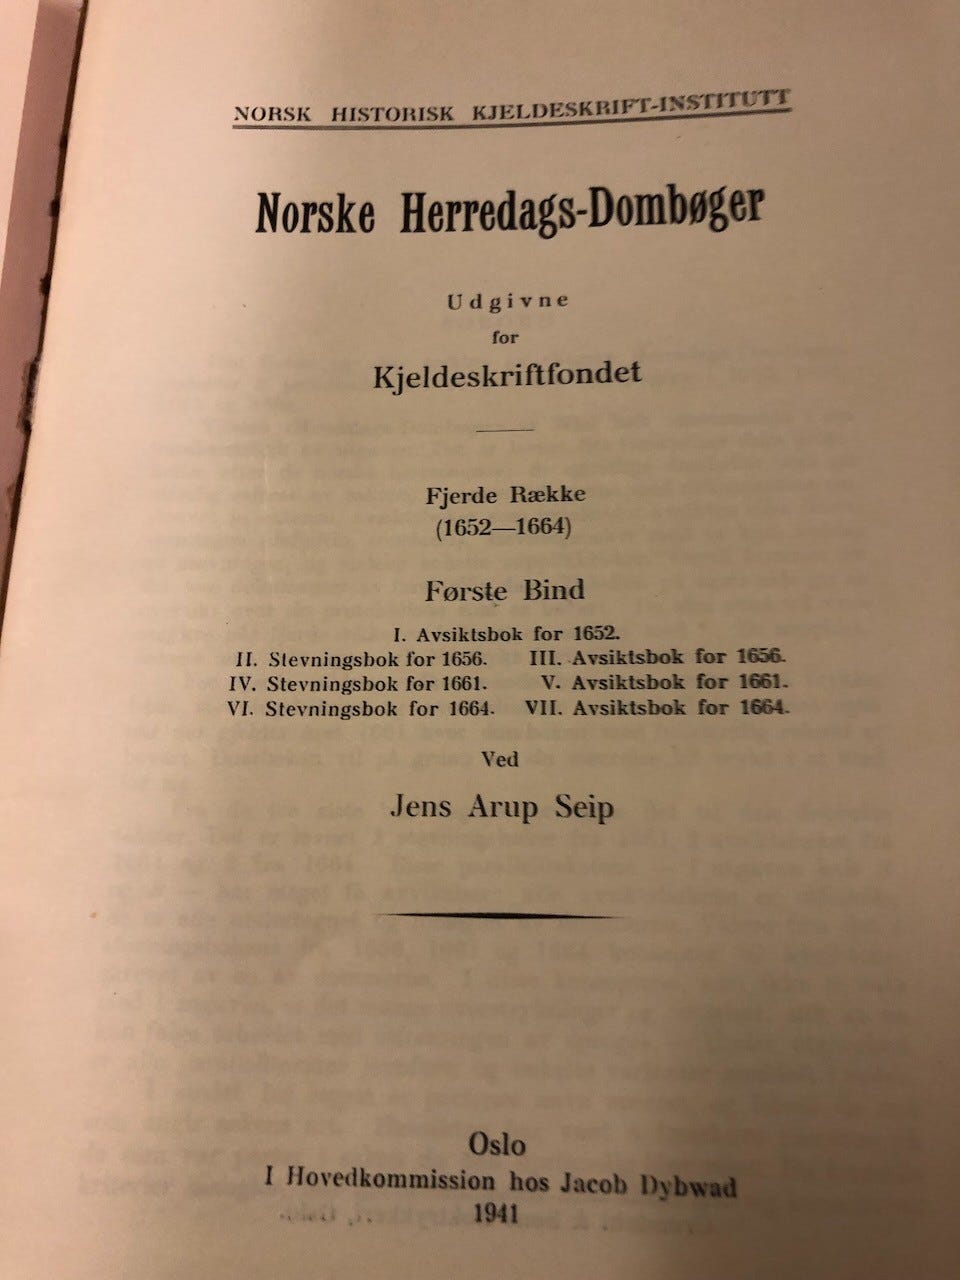 NORSK HISTORISK KJELDESKRIFT-INSTITUTT
Norske Herredags-Dombøger
Udgivne
for
Kjeldeskriftfondet
Fjerde Række
(1652—1664)
Første Bind
I. Avsiktsbok for 1652.
II. Stevningsbok for 1656. III. Avsiktsbok for 1656.
IV. Stevningsbok for 1661. V. Avsiktsbok for 1661.
VI. Stevningsbok for 1664. VII. Avsiktsbok for 1664.
Ved
Jens Arup Seip
Oslo
I Hovedkommission hos Jacob Dybwad
1941